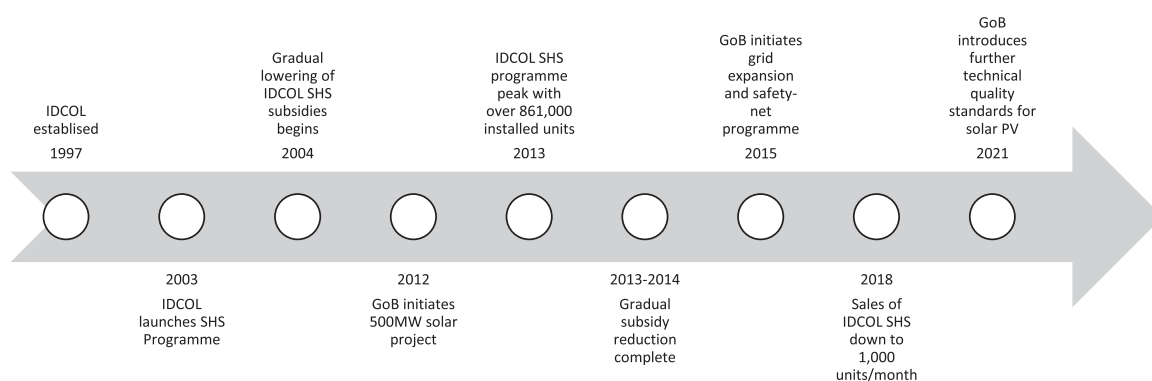 IDCOL
establised
1997
2003
IDCOL
launches SHS
Programme
Gradual
lowering of
IDCOL SHS
subsidies
begins
2004
2012
GoB initiates
500MW solar
project
IDCOL SHS
programme
peak with
over 861,000
installed units
2013
2013-2014
Gradual
subsidy
reduction
complete
GoB initiates
grid
expansion
and safety-
net
programme
2015
2018
Sales of
IDCOL SHS
down to
1,000
units/month
GoB
introduces
further
technical
quality
standards for
solar PV
2021